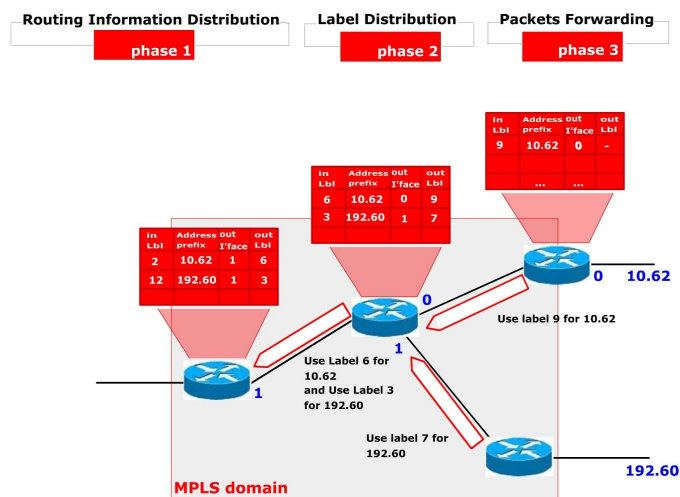 Routing Information Distribution
phase 1
Label Distribution
phase 2
Packets Forwarding
phase 3
in Lbl Address prefix out I'face out Lbl
9 10.62 0 -
... ...
in Lbl Address prefix out I'face out Lbl
6 10.62 0 9
3 192.60 1 7
in Lbl Address prefix out I'face out Lbl
2 10.62 1 6
12 192.60 1 3
0
10.62
0
Use label 9 for 10.62
1
Use Label 6 for
10.62
and Use Label 3
for 192.60
1
Use label 7 for
192.60
192.60
MPLS domain